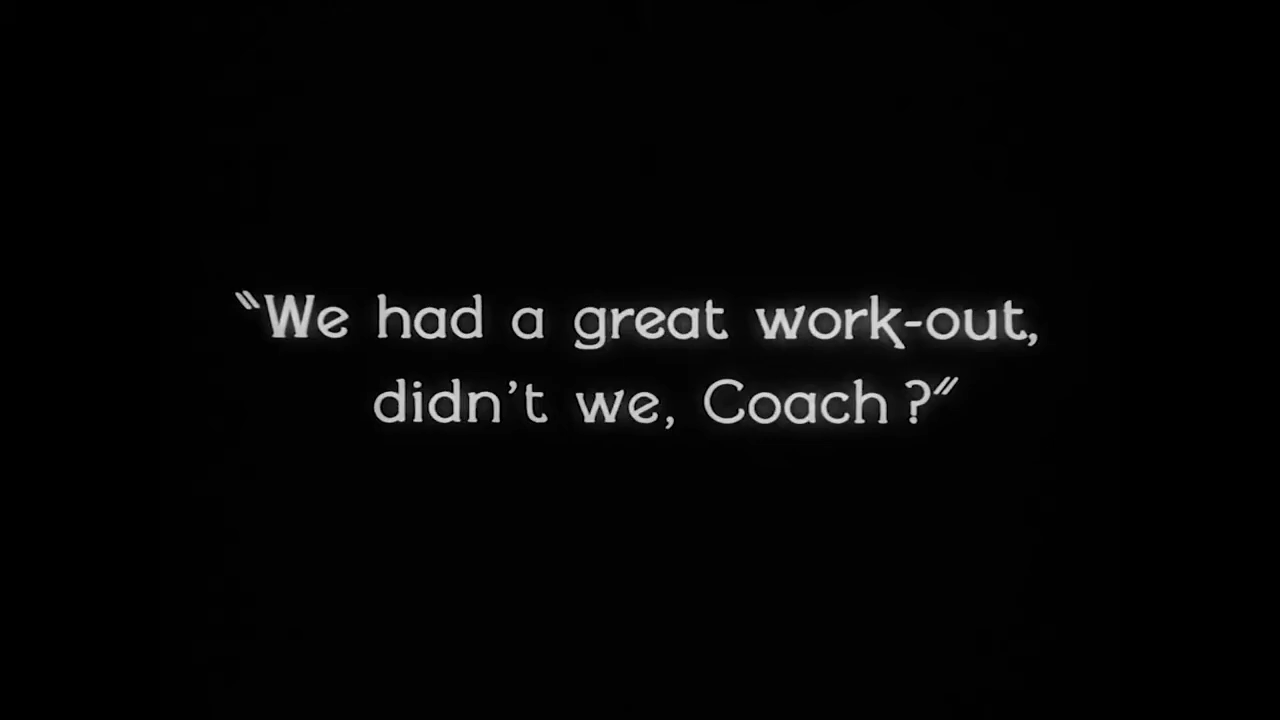 “We had a great work-out,
didn’t we, Coach ?”